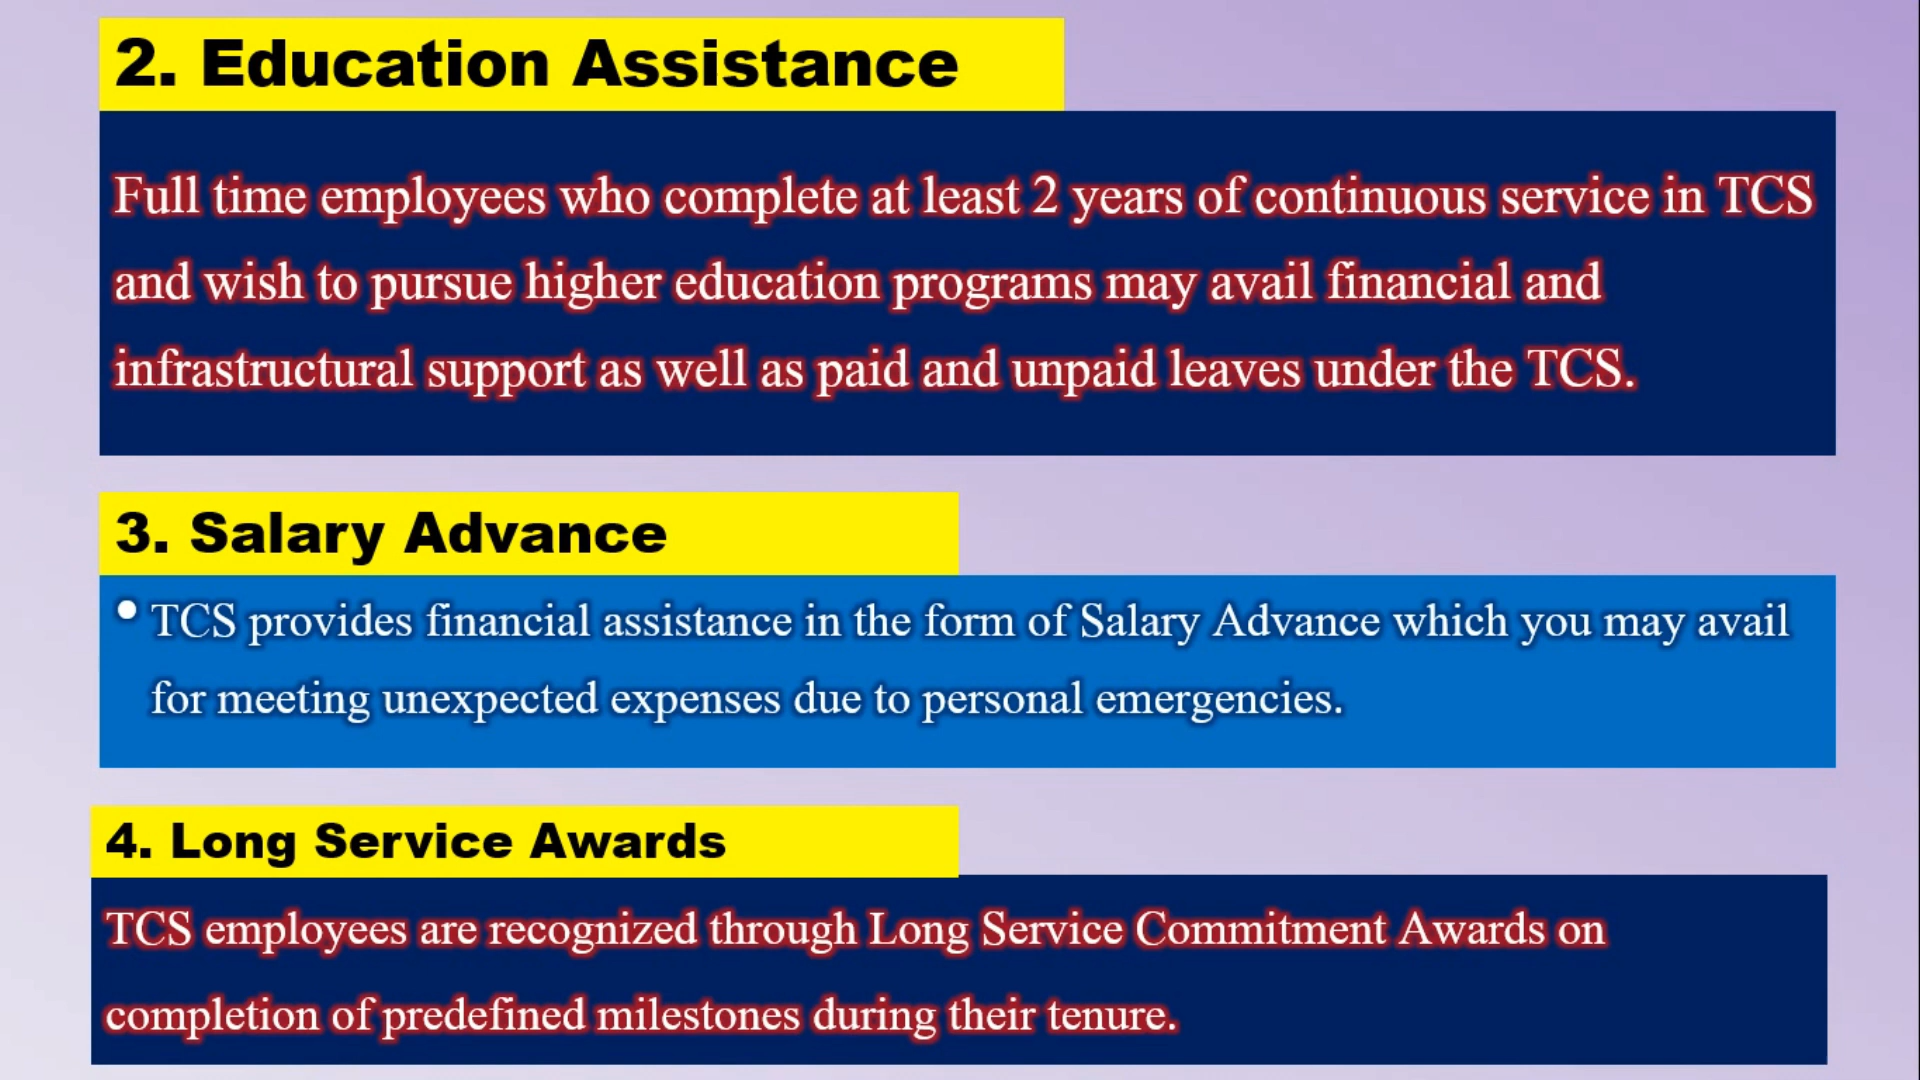 2. Education Assistance
Full time employees who complete at least 2 years of continuous service in TCS
and wish to pursue higher education programs may avail financial and
infrastructural support as well as paid and unpaid leaves under the TCS.
3. Salary Advance
• TCS provides financial assistance in the form of Salary Advance which you may avail
for meeting unexpected expenses due to personal emergencies.
4. Long Service Awards
TCS employees are recognized through Long Service Commitment Awards on
completion of predefined milestones during their tenure.